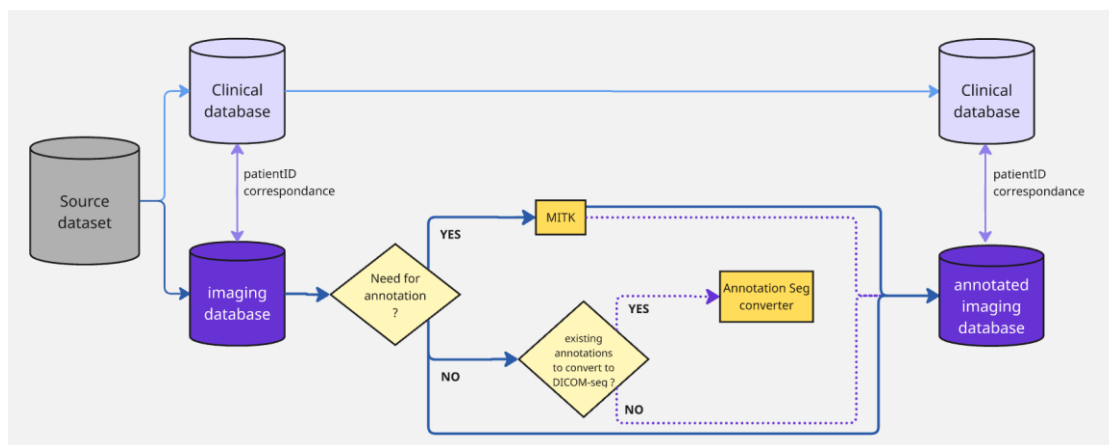 Clinical
database
Clinical
database
Source
dataset
patientID
correspondance
patientID
correspondance
imaging
database
Need for
annotation
?
YES
MITK
annotated
imaging
database
Annotation Seg
converter
YES
existing
annotations
to convert to
DICOM-seg ?
NO
NO